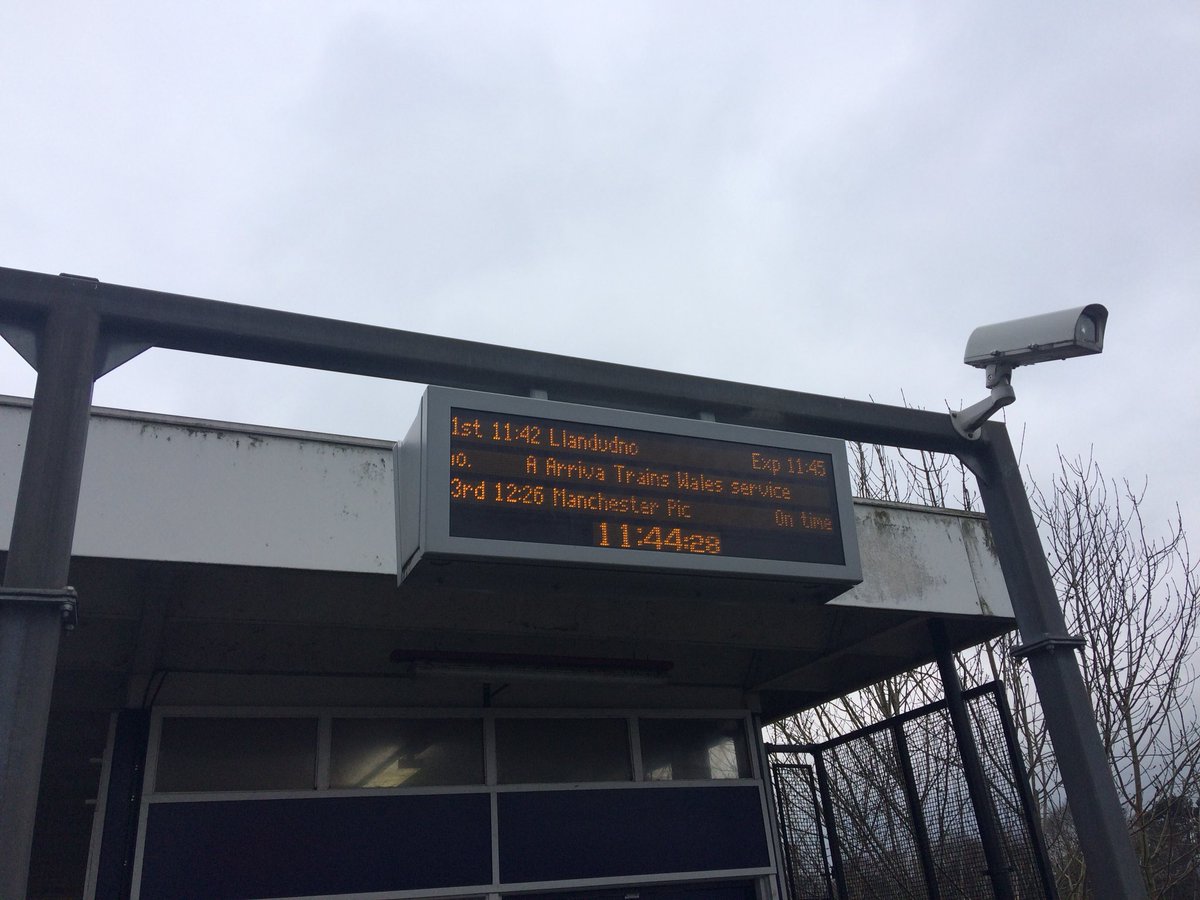 1st 11:42 Llandudno Exp 11:45
no. A Arriva Trains Wales service
3rd 12:26 Manchester Pic On time
11:44:28